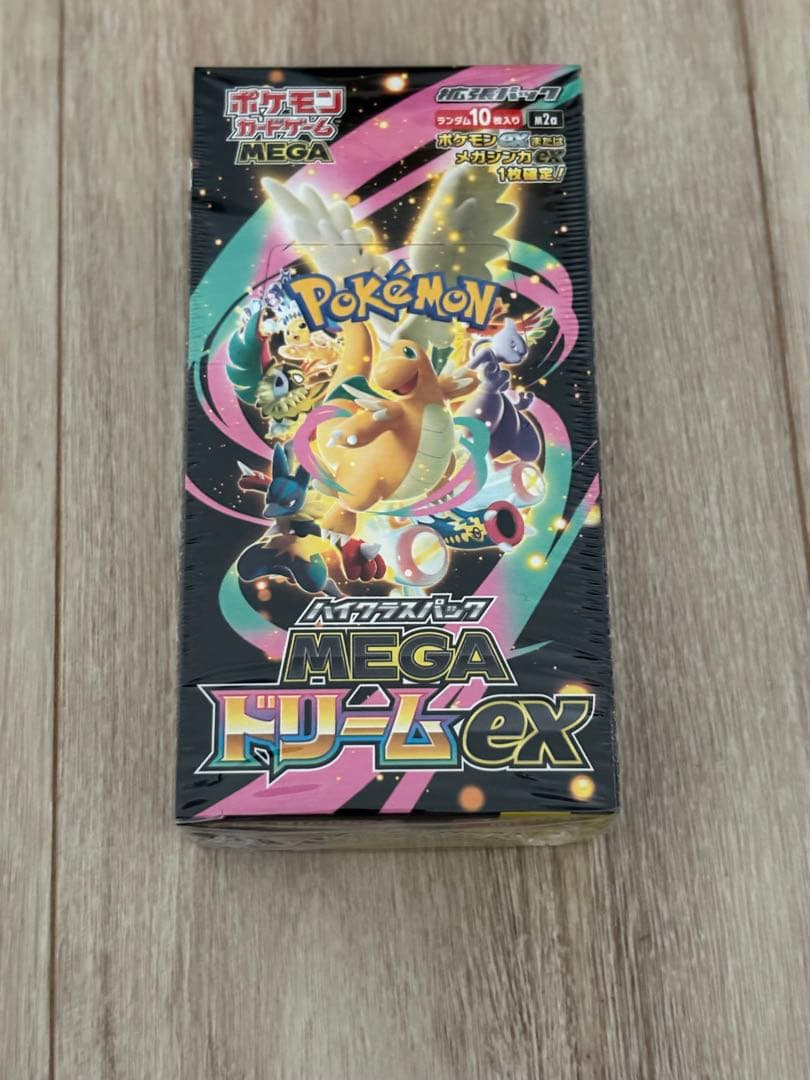 ポケモン
カードゲーム
MEGA
拡張パック
ランダム10枚入り M2a
ポケモンexまたは
メガシンカex
1枚確定!
POKéMON
ハイクラスパック
MEGA
ドリームex